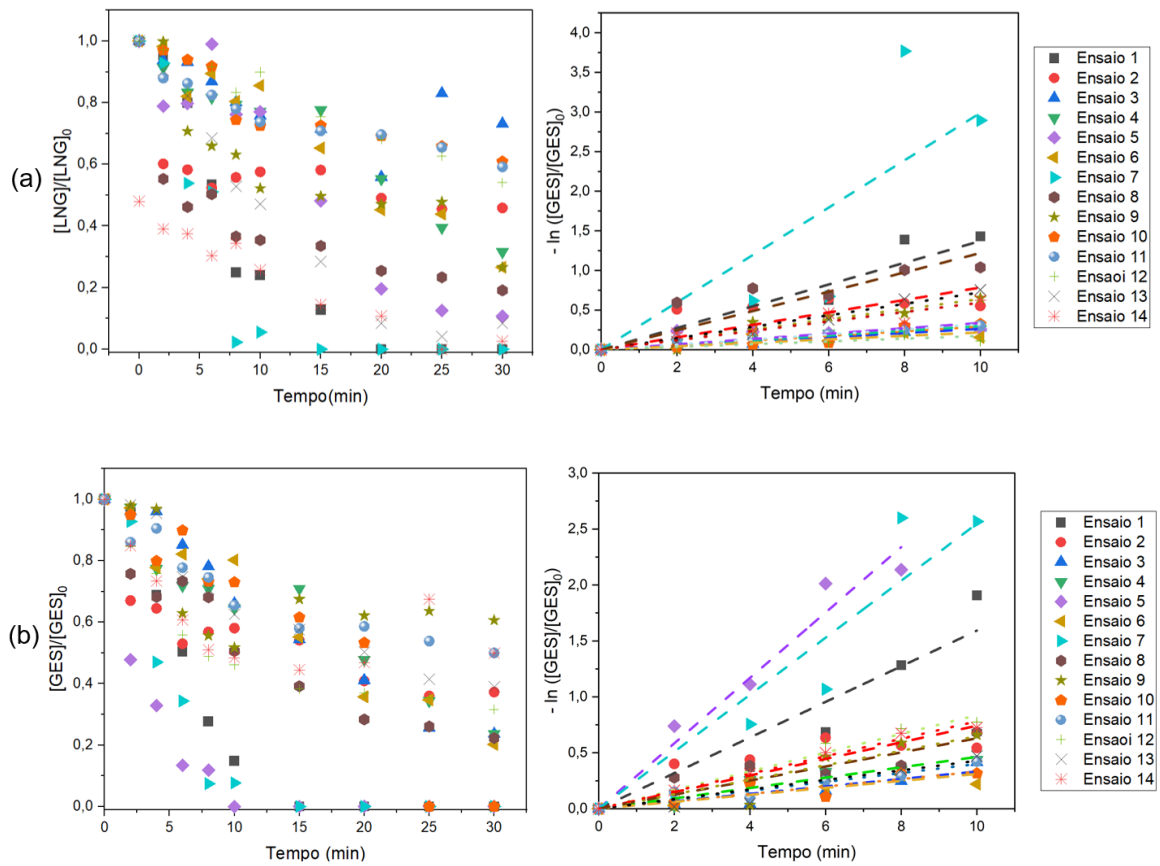 (a)
[LNG]/[LNG]0
1,0
0,8
0,6
0,4
0,2
0,0
0 5 10 15 20 25 30
Tempo(min)
- ln ([GES]/[GES]0)
4,0
3,5
3,0
2,5
2,0
1,5
1,0
0,5
0,0
0 2 4 6 8 10
Tempo (min)
Ensaio 1
Ensaio 2
Ensaio 3
Ensaio 4
Ensaio 5
Ensaio 6
Ensaio 7
Ensaio 8
Ensaio 9
Ensaio 10
Ensaio 11
Ensaoi 12
Ensaio 13
Ensaio 14
(b)
[GES]/[GES]0
1,0
0,8
0,6
0,4
0,2
0,0
0 5 10 15 20 25 30
Tempo (min)
- ln ([GES]/[GES]0)
3,0
2,5
2,0
1,5
1,0
0,5
0,0
0 2 4 6 8 10
Tempo (min)
Ensaio 1
Ensaio 2
Ensaio 3
Ensaio 4
Ensaio 5
Ensaio 6
Ensaio 7
Ensaio 8
Ensaio 9
Ensaio 10
Ensaio 11
Ensaoi 12
Ensaio 13
Ensaio 14